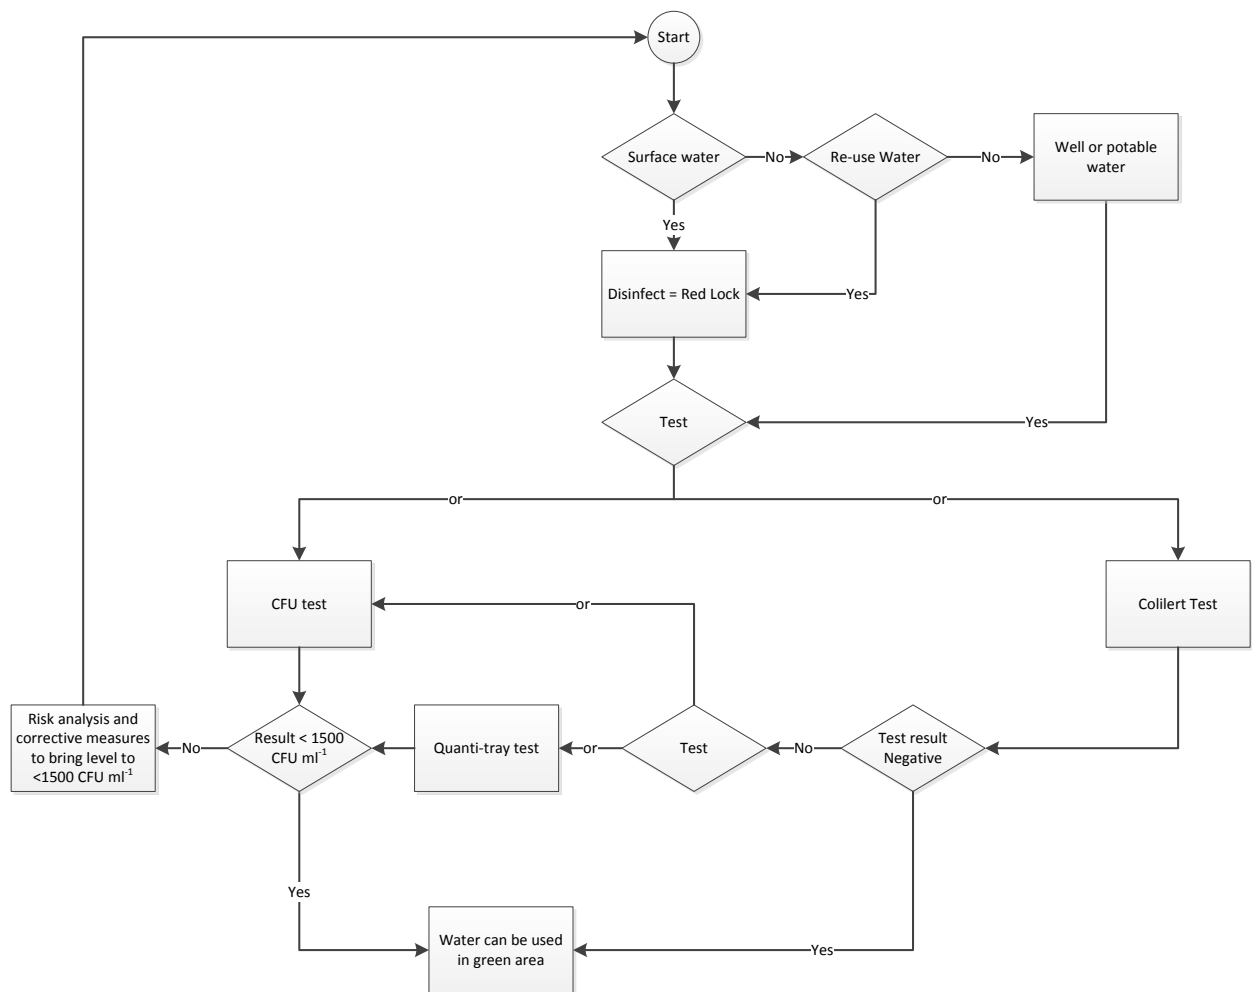 Start
Surface water
No
Re-use Water
No
Well or potable
water
Yes
Disinfect = Red Lock
Yes
Test
Yes
or
or
CFU test
or
Colilert Test
Risk analysis and
corrective measures
to bring level to
<1500 CFU ml⁻¹
No
Result < 1500
CFU ml⁻¹
Quanti-tray test
or
Test
No
Test result
Negative
Yes
Water can be used
in green area
Yes